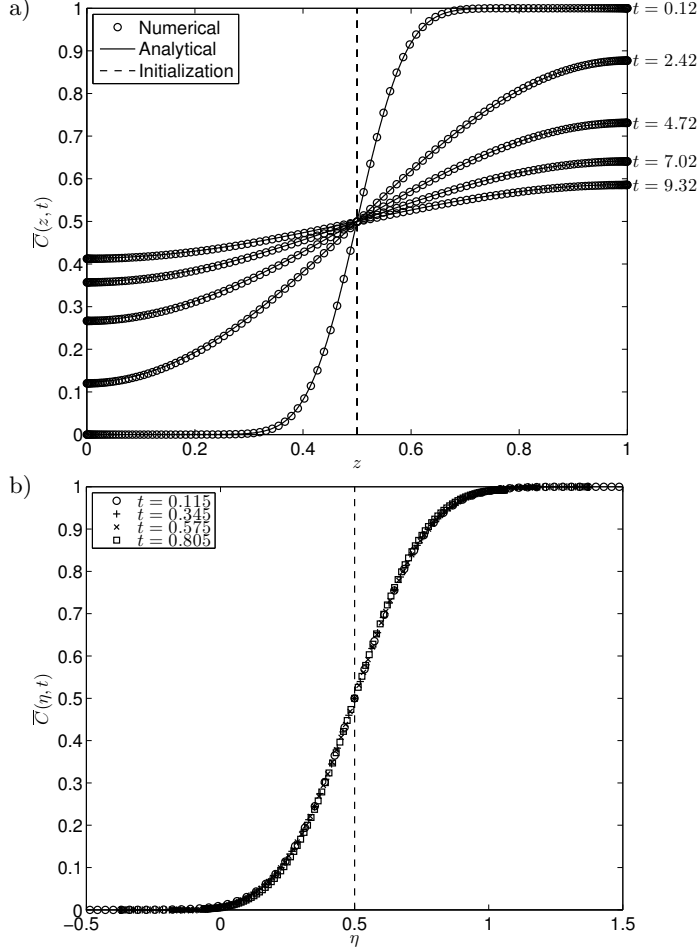 a)
1
0.9
0.8
0.7
0.6
0.5
0.4
0.3
0.2
0.1
0
0
0.2
0.4
0.6
0.8
1
z
C̅(z, t)
Numerical
Analytical
Initialization
t = 0.12
t = 2.42
t = 4.72
t = 7.02
t = 9.32
b)
1
0.9
0.8
0.7
0.6
0.5
0.4
0.3
0.2
0.1
0
−0.5
0
0.5
1
1.5
η
C̅(η, t)
t = 0.115
t = 0.345
t = 0.575
t = 0.805